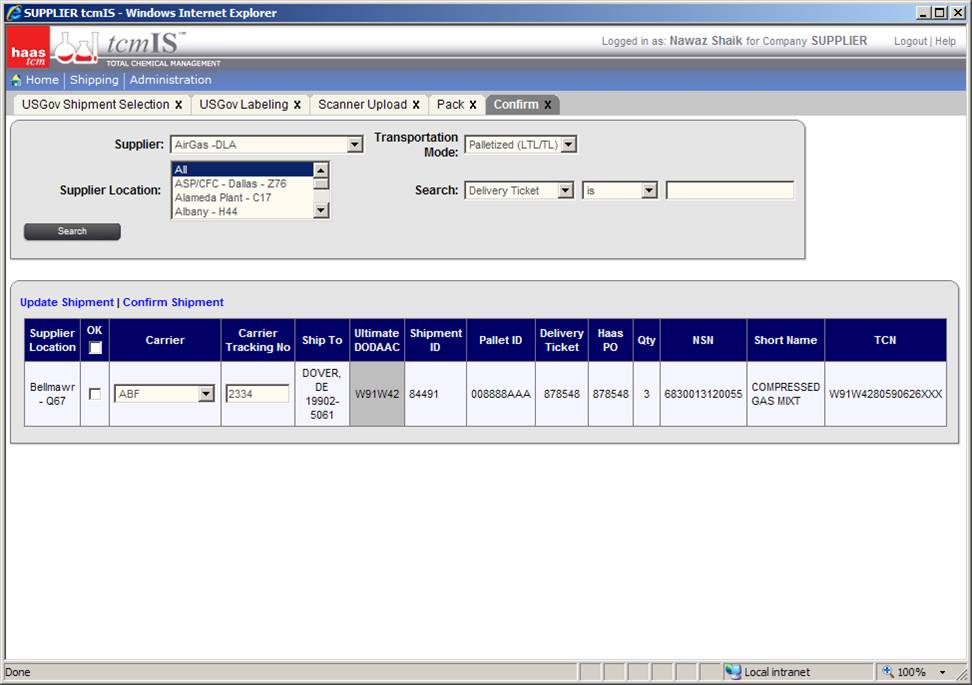 SUPPLIER tcmIS - Windows Internet Explorer
haas
tcm
tcmIS™
TOTAL CHEMICAL MANAGEMENT
Logged in as: Nawaz Shaik for Company SUPPLIER
Logout | Help
Home | Shipping | Administration
USGov Shipment Selection x
USGov Labeling x
Scanner Upload x
Pack x
Confirm x
Supplier: AirGas -DLA
Transportation
Mode: Palletized (LTL/TL)
Supplier Location:
All
ASP/CFC - Dallas - Z76
Alameda Plant - C17
Albany - H44
Search: Delivery Ticket is
Search
Update Shipment | Confirm Shipment
Supplier
Location
OK
Carrier
Carrier
Tracking No
Ship To
Ultimate
DODAAC
Shipment
ID
Pallet ID
Delivery
Ticket
Haas
PO
Qty
NSN
Short Name
TCN
Bellmawr
- Q67
ABF
2334
DOVER,
DE
19902-
5061
W91W42
84491
008888AAA
878548
878548
3
6830013120055
COMPRESSED
GAS MIXT
W91W4280590626XXX
Done
Local intranet
100%